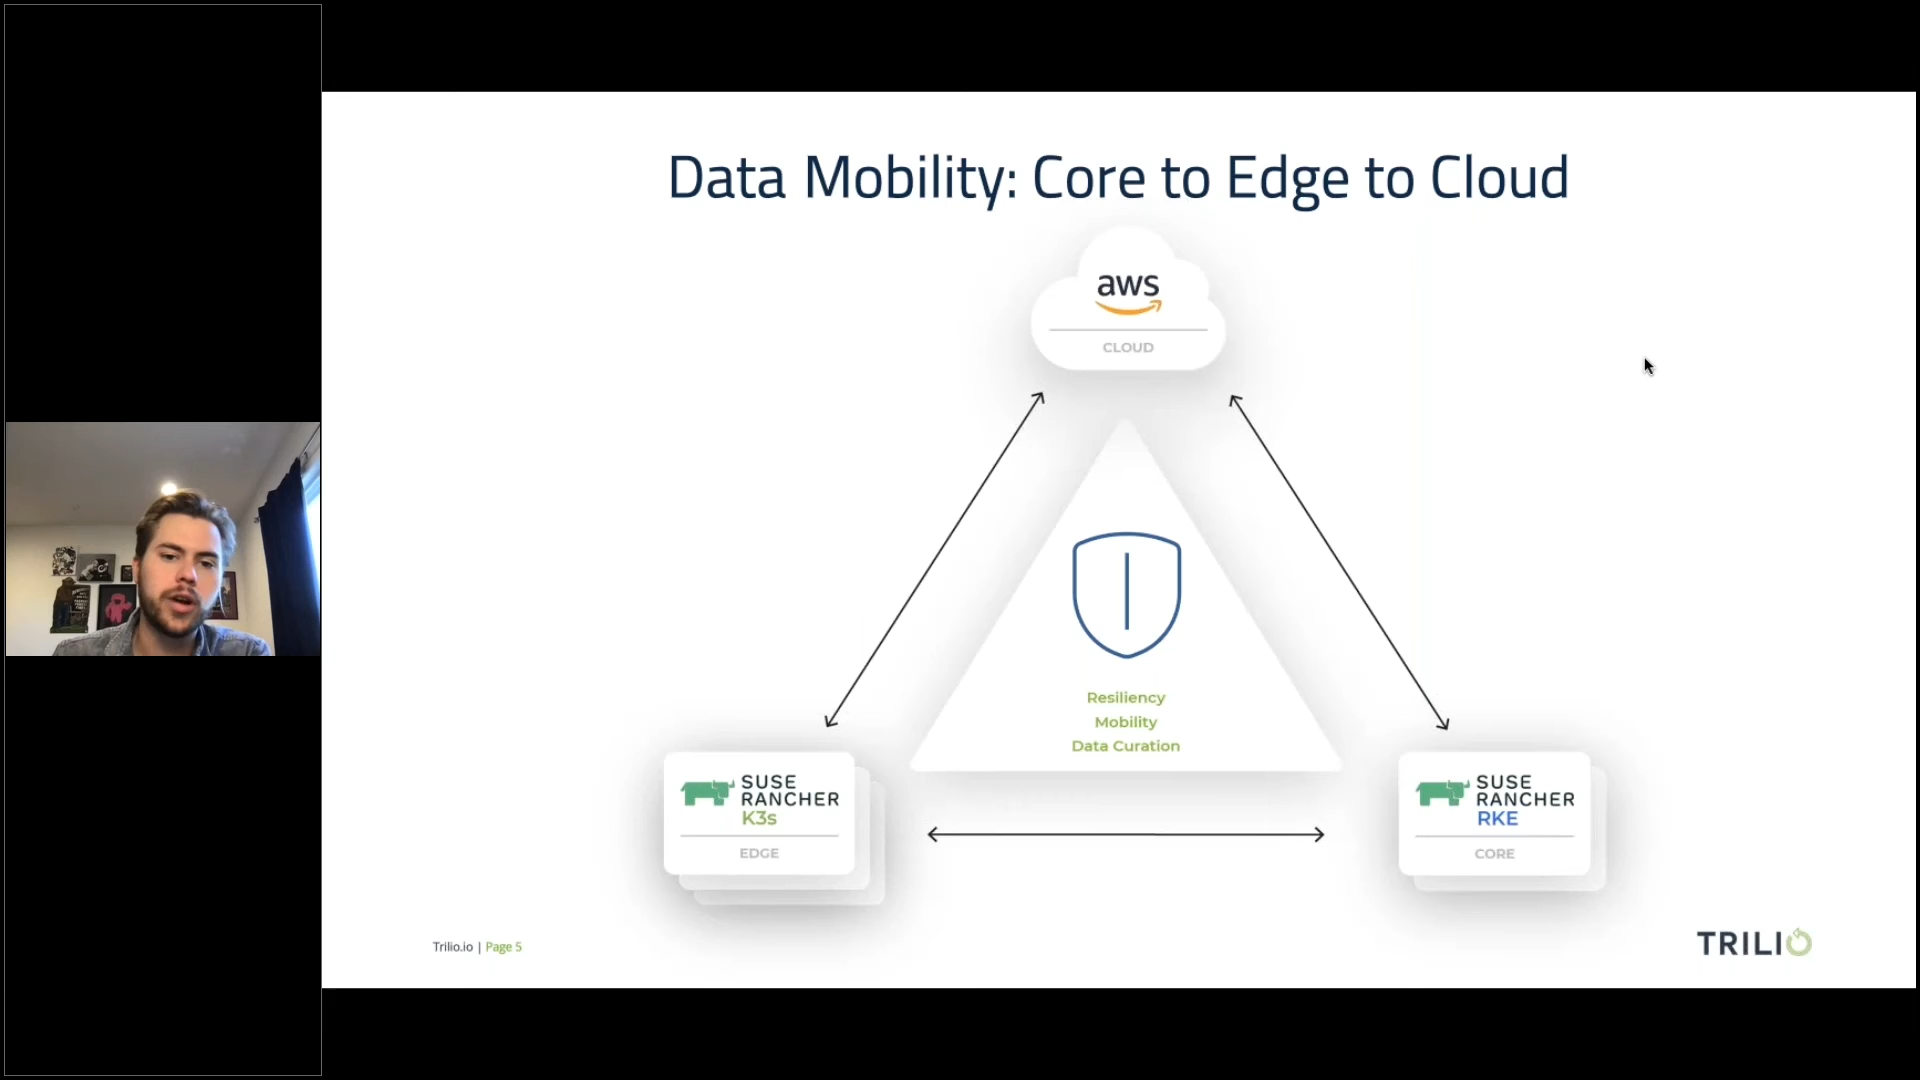 Data Mobility: Core to Edge to Cloud
aws
CLOUD
Resiliency
Mobility
Data Curation
SUSE
RANCHER
K3s
EDGE
SUSE
RANCHER
RKE
CORE
Trilio.io | Page 5
TRILIO